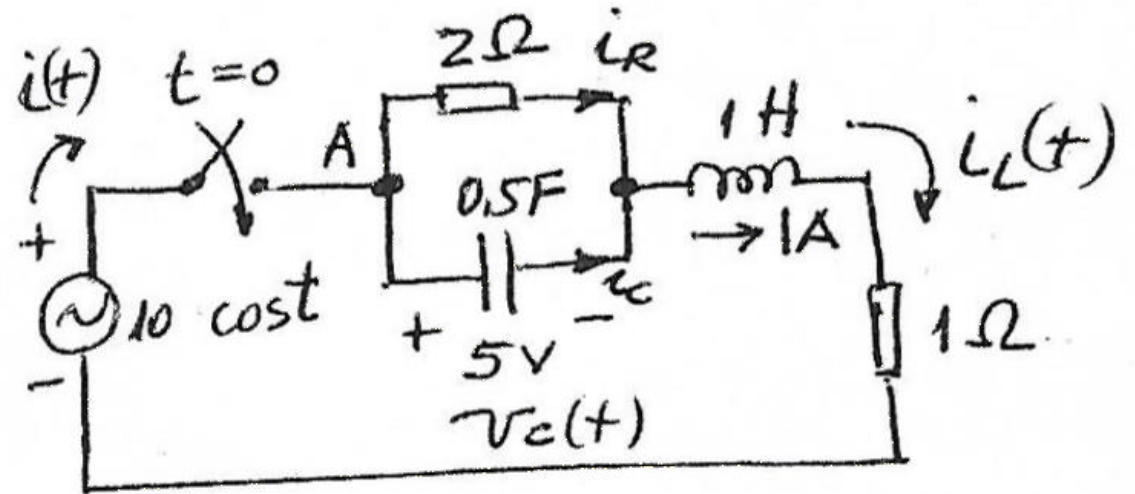 i(t) t=0
2Ω iR
A
1H iL(t)
0,5F
→ 1A
+
10 cost
iC
1Ω
+ -
5V
-
vc(t)